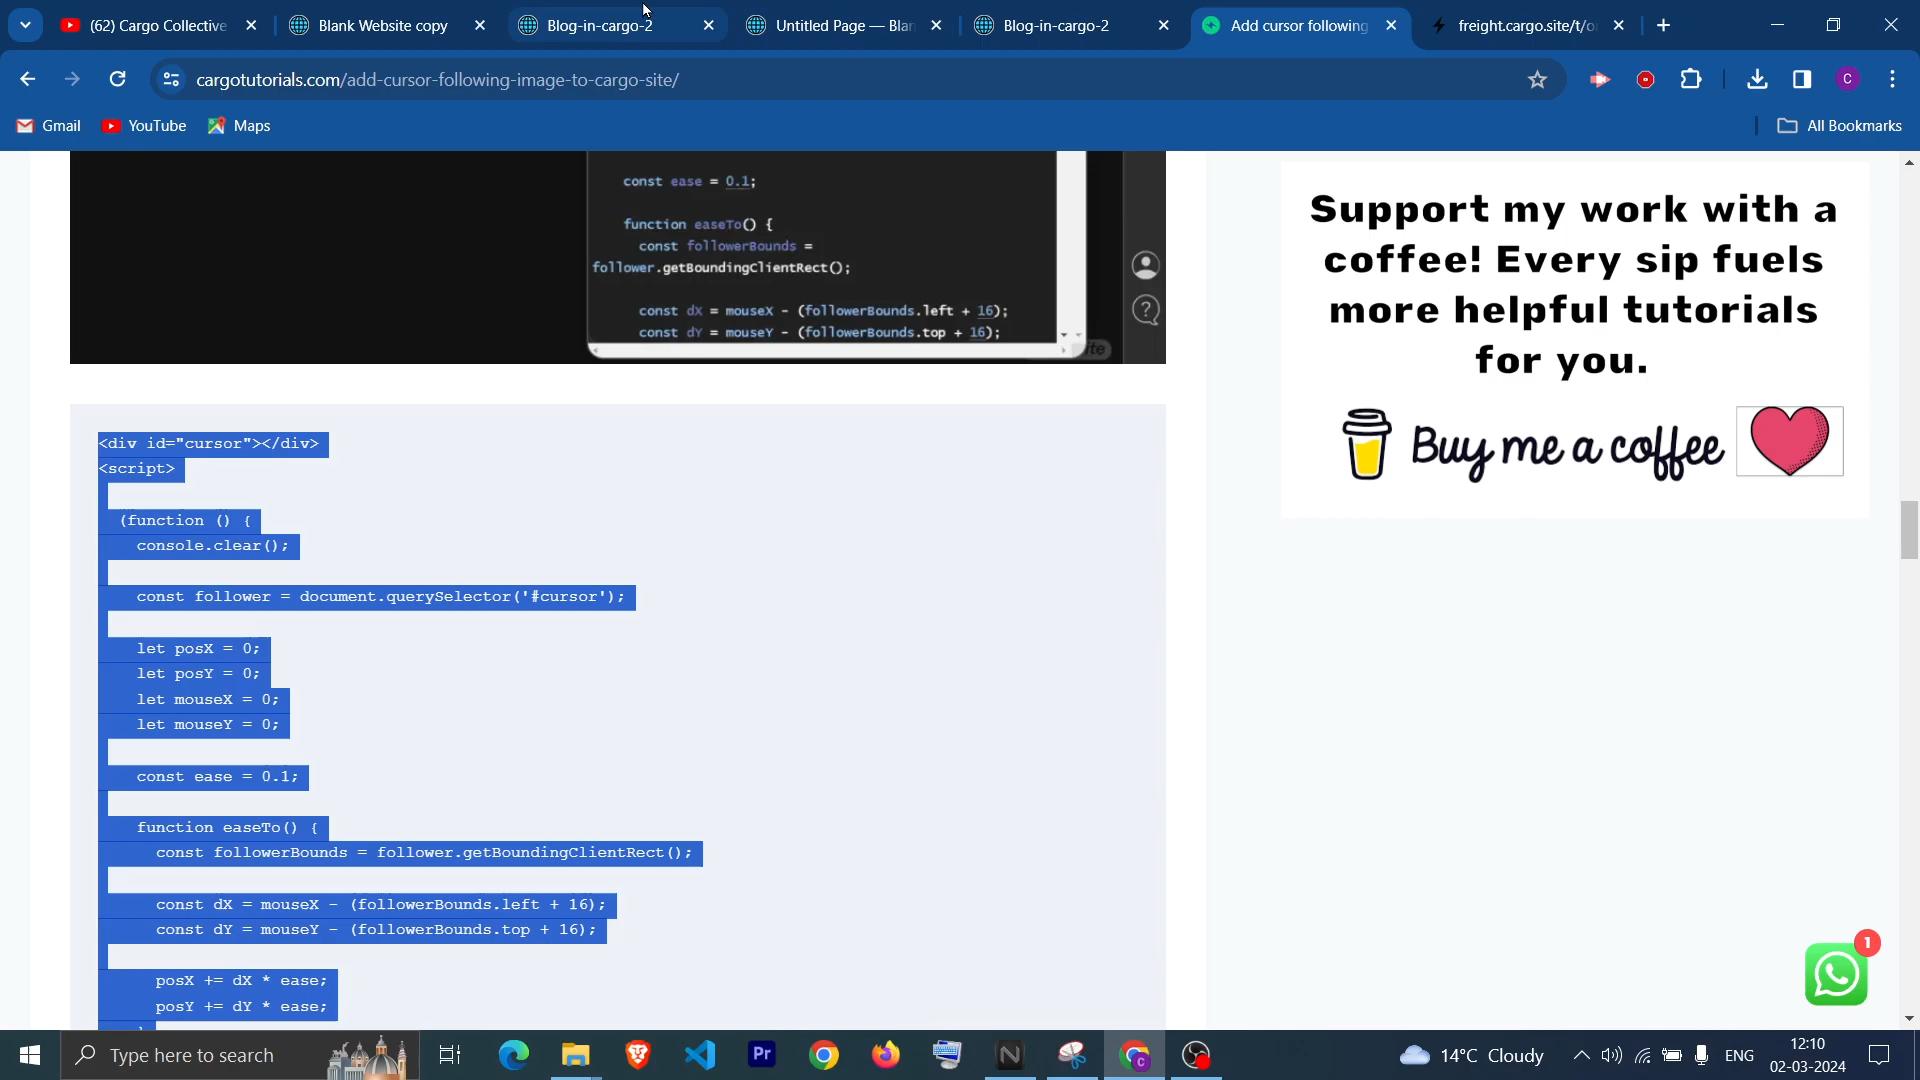 (62) Cargo Collective
Blank Website copy
Blog-in-cargo-2
Untitled Page — Blan
Blog-in-cargo-2
Add cursor following
freight.cargo.site/t/o
cargotutorials.com/add-cursor-following-image-to-cargo-site/
C
Gmail
YouTube
Maps
All Bookmarks
const ease = 0.1;
function easeTo() {
const followerBounds =
follower.getBoundingClientRect();
const dX = mouseX - (followerBounds.left + 16);
const dY = mouseY - (followerBounds.top + 16);
Support my work with a
coffee! Every sip fuels
more helpful tutorials
for you.
Buy me a coffee
<div id="cursor"></div>
<script>
(function () {
console.clear();
const follower = document.querySelector('#cursor');
let posX = 0;
let posY = 0;
let mouseX = 0;
let mouseY = 0;
const ease = 0.1;
function easeTo() {
const followerBounds = follower.getBoundingClientRect();
const dX = mouseX - (followerBounds.left + 16);
const dY = mouseY - (followerBounds.top + 16);
posX += dX * ease;
posY += dY * ease;
1
Type here to search
Pr
N
C
14°C Cloudy
ENG
12:10
02-03-2024